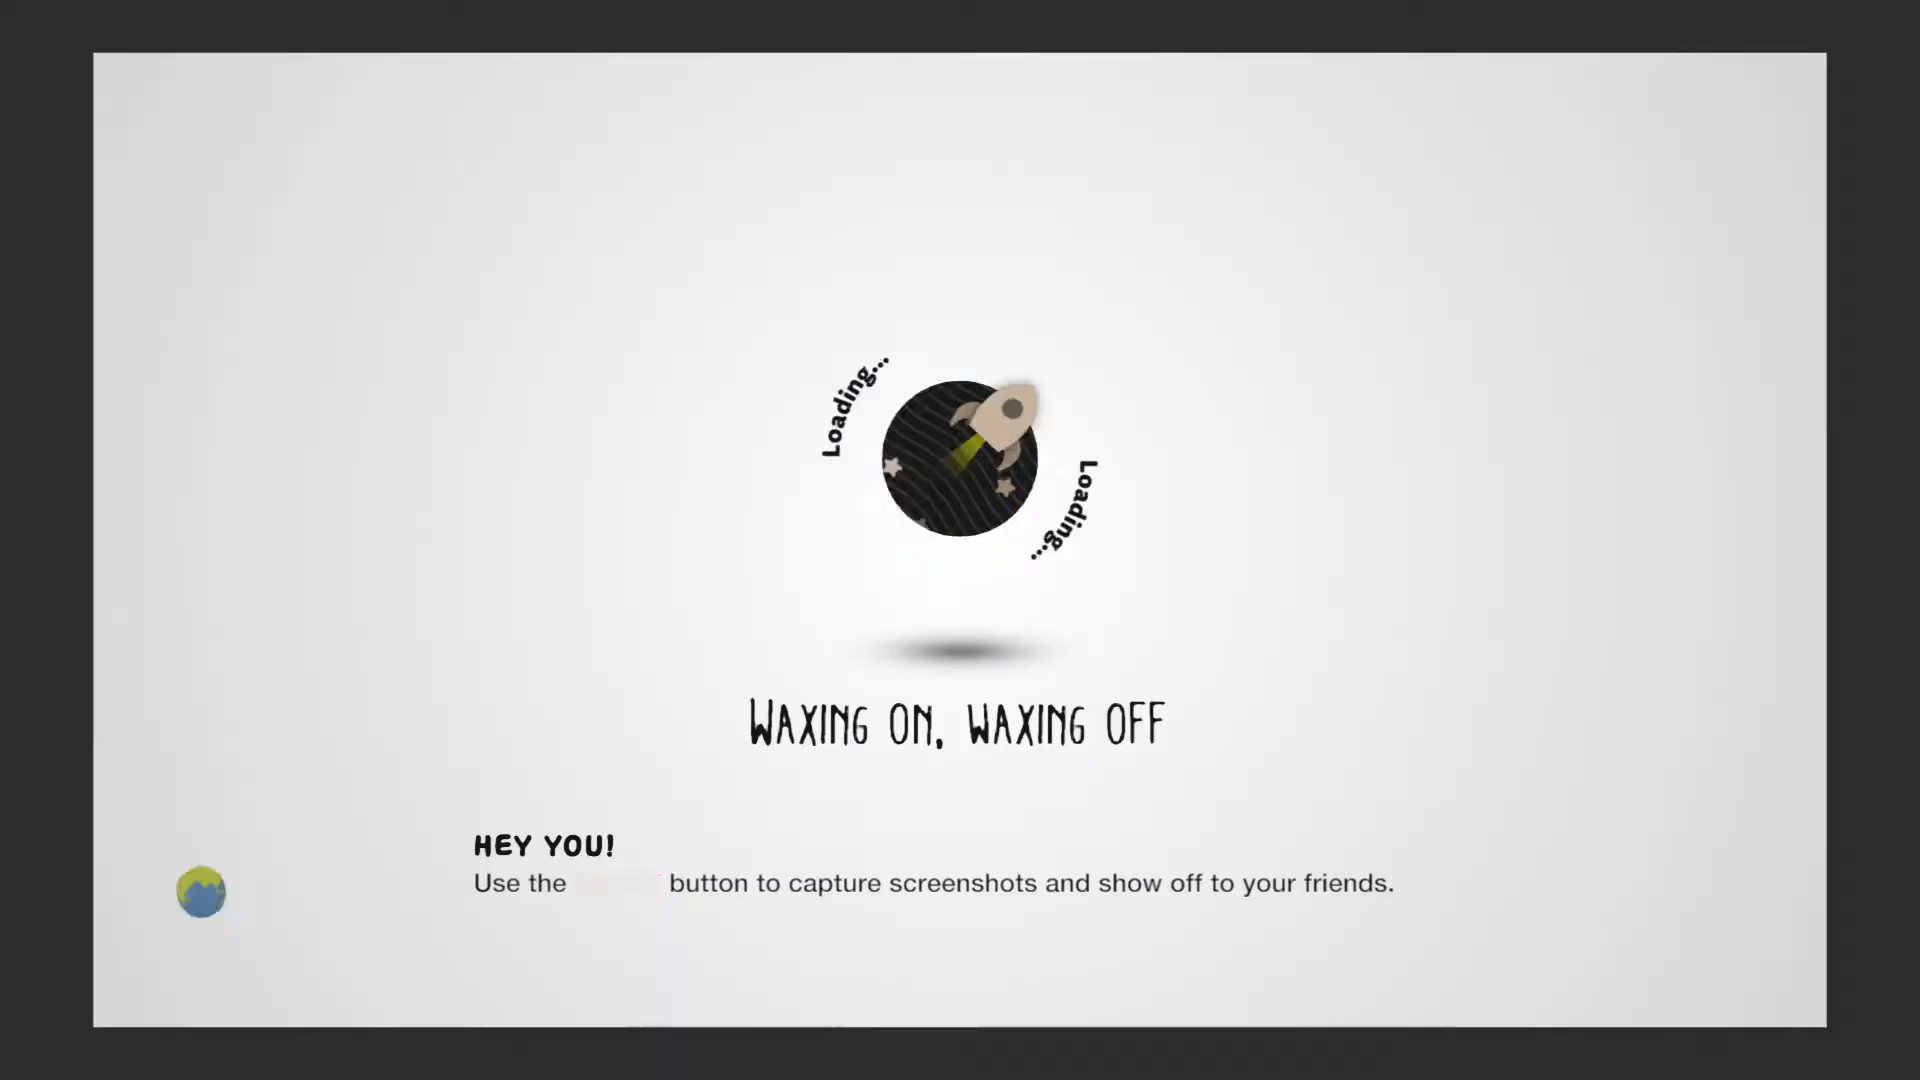 Loading...
Loading...
WAXING ON, WAXING OFF
HEY YOU!
Use the button to capture screenshots and show off to your friends.